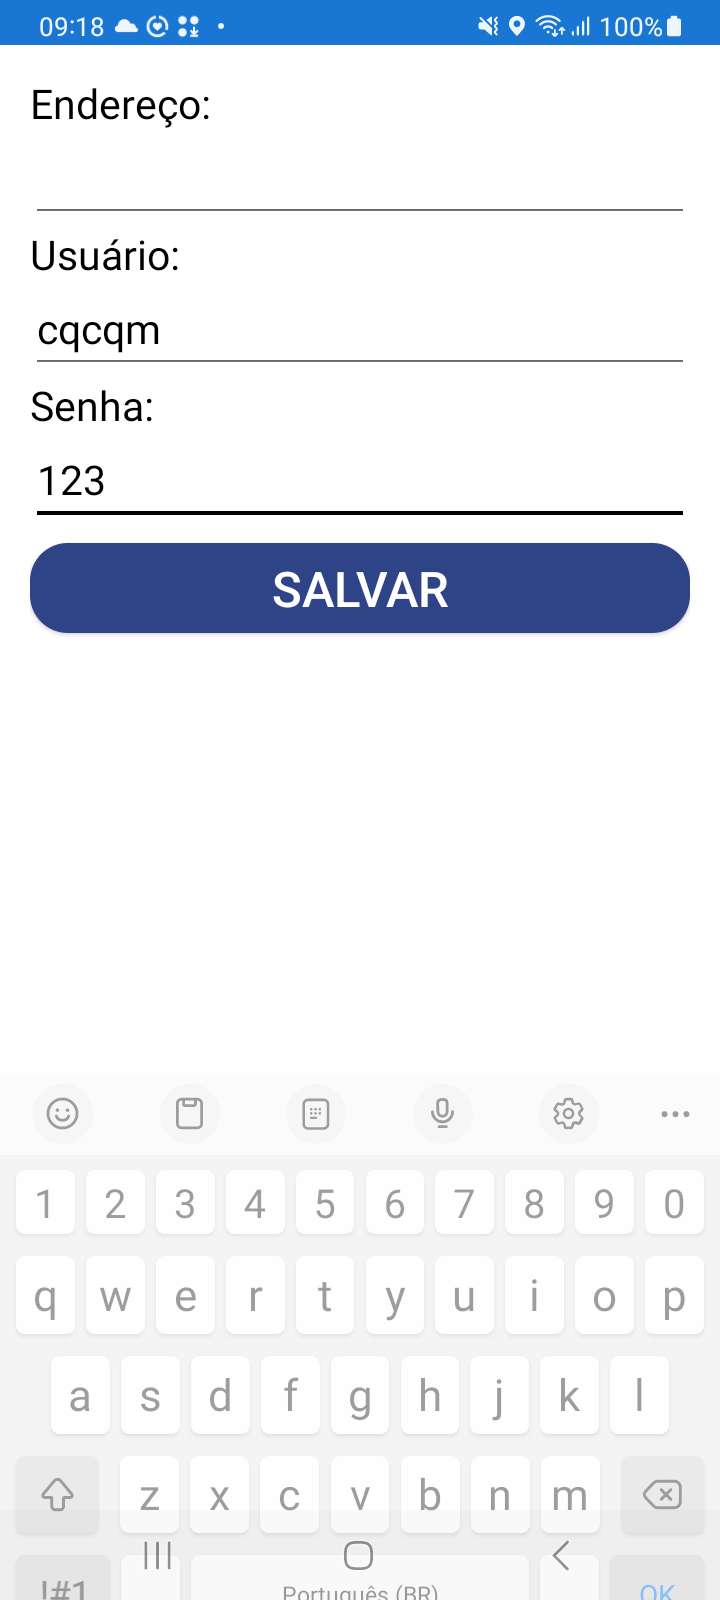 09:18 100%
Endereço:
Usuário:
cqcqm
Senha:
123
SALVAR
1 2 3 4 5 6 7 8 9 0
q w e r t y u i o p
a s d f g h j k l
z x c v b n m
!#1 Português (BR) OK